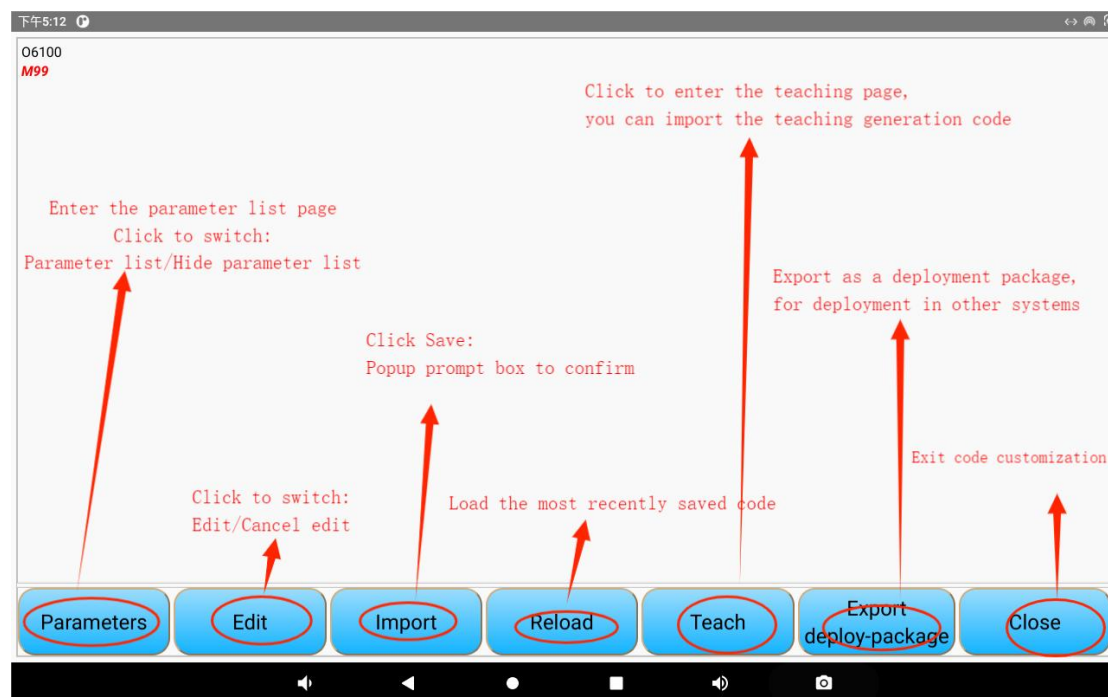 下午5:12
O6100
M99
Click to enter the teaching page,
you can import the teaching generation code
Enter the parameter list page
Click to switch:
Parameter list/Hide parameter list
Export as a deployment package,
for deployment in other systems
Click Save:
Popup prompt box to confirm
Exit code customization
Click to switch:
Edit/Cancel edit
Load the most recently saved code
Parameters
Edit
Import
Reload
Teach
Export
deploy-package
Close